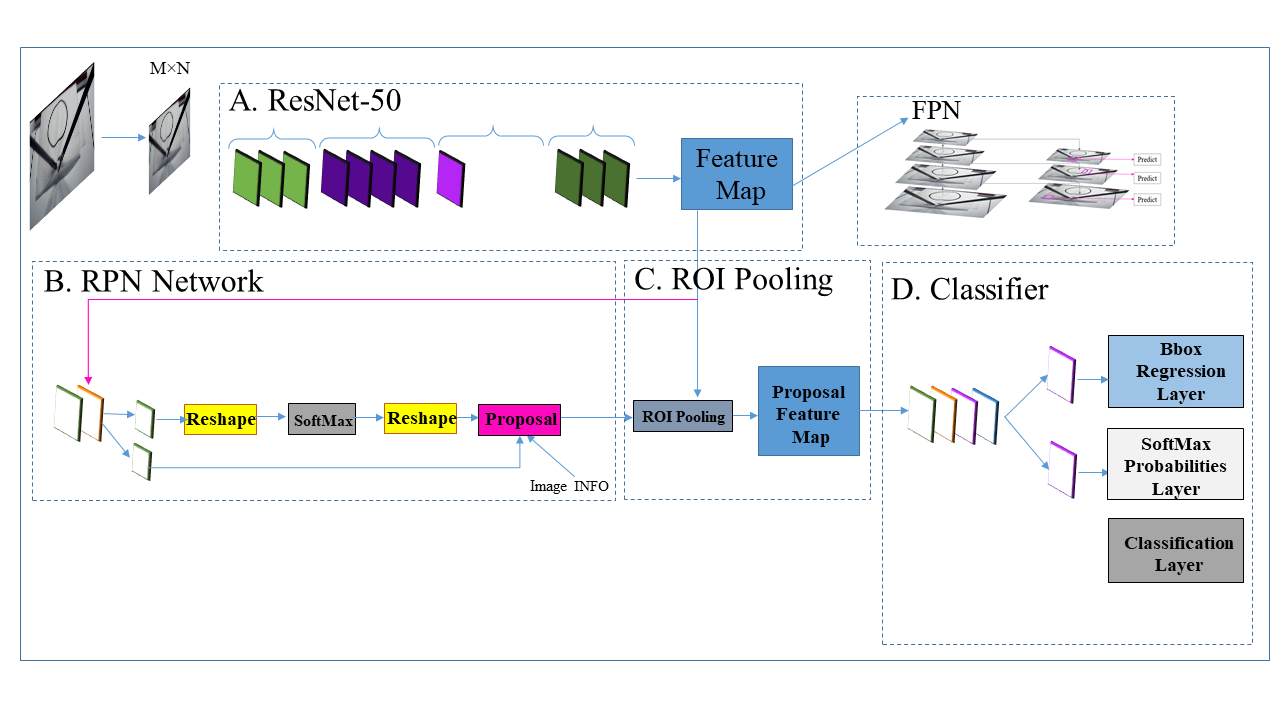 M×N
A. ResNet-50
Feature
Map
FPN
Predict
Predict
Predict
B. RPN Network
Reshape
SoftMax
Reshape
Proposal
Image INFO
C. ROI Pooling
ROI Pooling
Proposal
Feature
Map
D. Classifier
Bbox
Regression
Layer
SoftMax
Probabilities
Layer
Classification
Layer